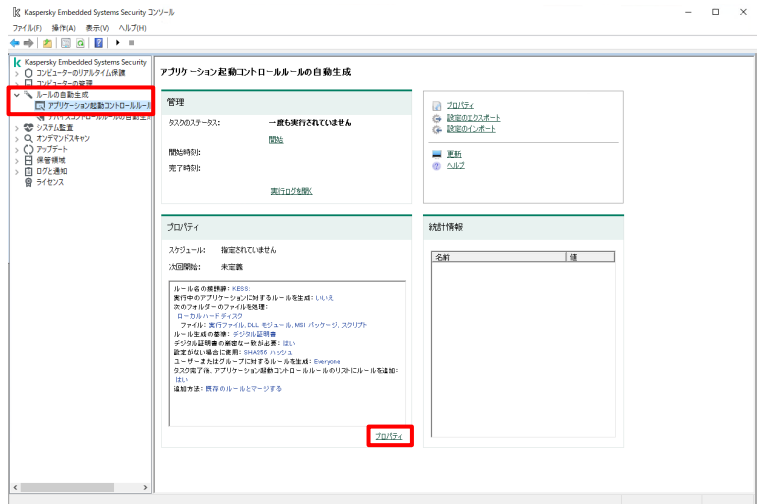 Kaspersky Embedded Systems Security コンソール
ファイル(F) 操作(A) 表示(V) ヘルプ(H)
Kaspersky Embedded Systems Security
コンピューターのリアルタイム保護
コンピューターの管理
ルールの自動生成
アプリケーション起動コントロールルール
デバイスコントロールルールの自動生
システム監査
オンデマンドスキャン
アップデート
保管領域
ログと通知
ライセンス
アプリケーション起動コントロールルールの自動生成
管理
タスクのステータス: 一度も実行されていません
開始
開始時刻:
完了時刻:
実行ログを開く
プロパティ
設定のエクスポート
設定のインポート
更新
ヘルプ
プロパティ
スケジュール: 指定されていません
次回開始: 未定義
ルール名の接頭辞: KESS:
実行中のアプリケーションに対するルールを生成: いいえ
次のフォルダーのファイルを処理:
ローカルハードディスク
ファイル: 実行ファイル, DLL モジュール, MSI パッケージ, スクリプト
ルール生成の基準: デジタル証明書
デジタル証明書の厳密な一致が必要: はい
設定がない場合に使用: SHA256 ハッシュ
ユーザーまたはグループに対するルールを生成: Everyone
タスク完了後、アプリケーション起動コントロールルールのリストにルールを追加:
はい
追加方法: 既存のルールとマージする
プロパティ
統計情報
名前 値